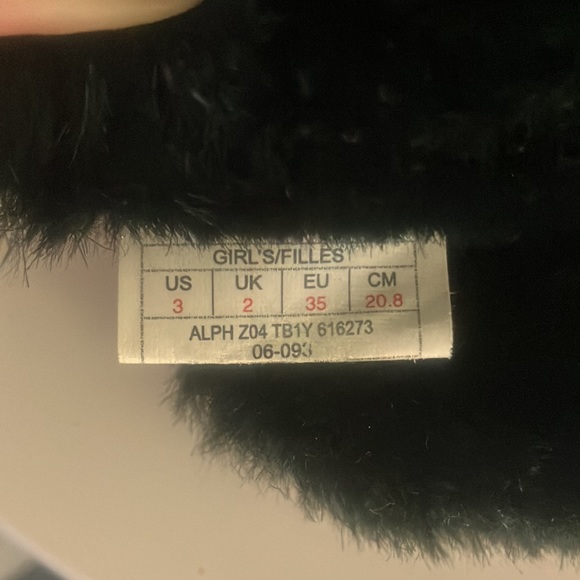 GIRL'S/FILLES
US UK EU CM
3 2 35 20.8
ALPH Z04 TB1Y 616273
06-093